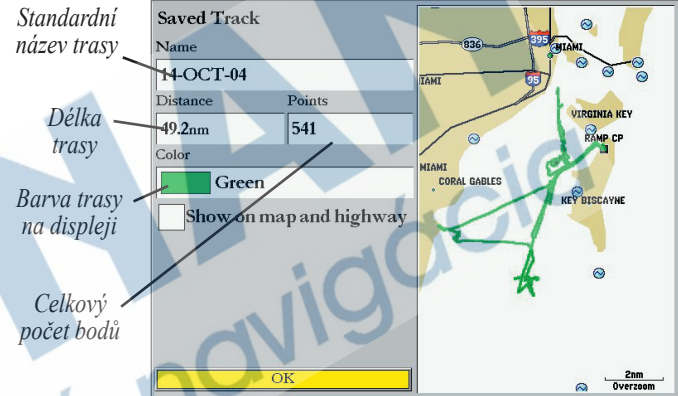 Standardní
název trasy
Délka
trasy
Barva trasy
na displeji
Celkový
počet bodů
Saved Track
Name
14-OCT-04
Distance
Points
49.2nm
541
Color
Green
Show on map and highway
OK
836
395
MIAMI
IAMI
95
VIRGINIA KEY
RAMP CP
MIAMI
CORAL GABLES
KEY BISCAYNE
2nm
Overzoom
navigácia